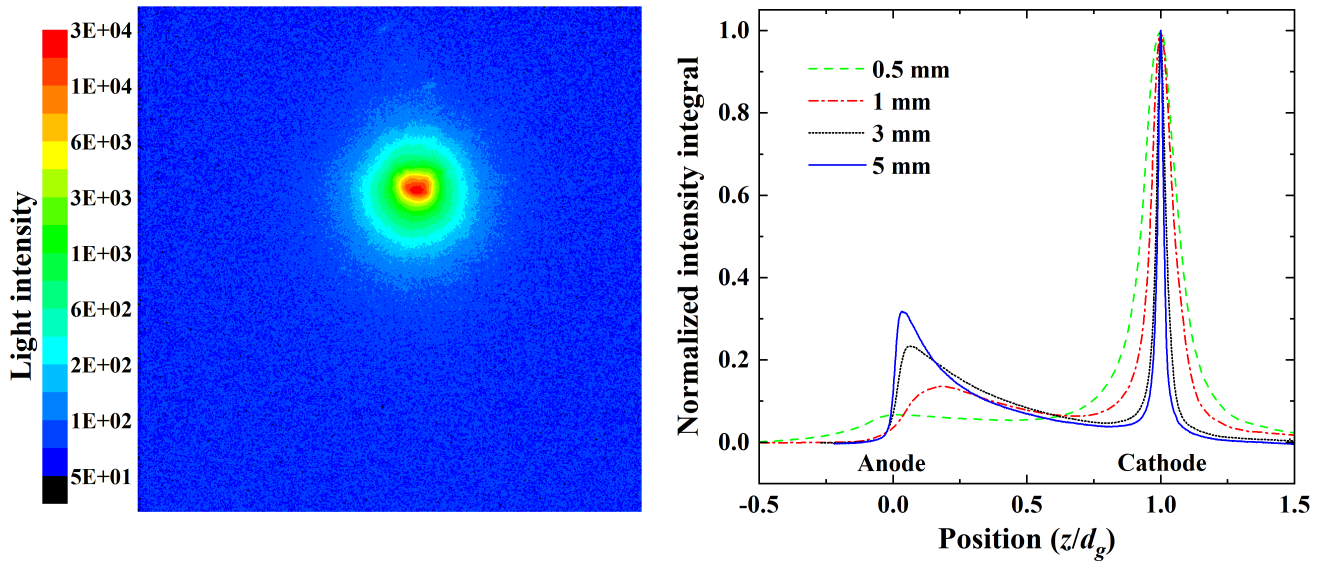 Light intensity
3E+04
1E+04
6E+03
3E+03
1E+03
6E+02
2E+02
1E+02
5E+01
Normalized intensity integral
1.0
0.8
0.6
0.4
0.2
0.0
0.5 mm
1 mm
3 mm
5 mm
Anode
Cathode
-0.5
0.0
0.5
1.0
1.5
Position (z/dg)